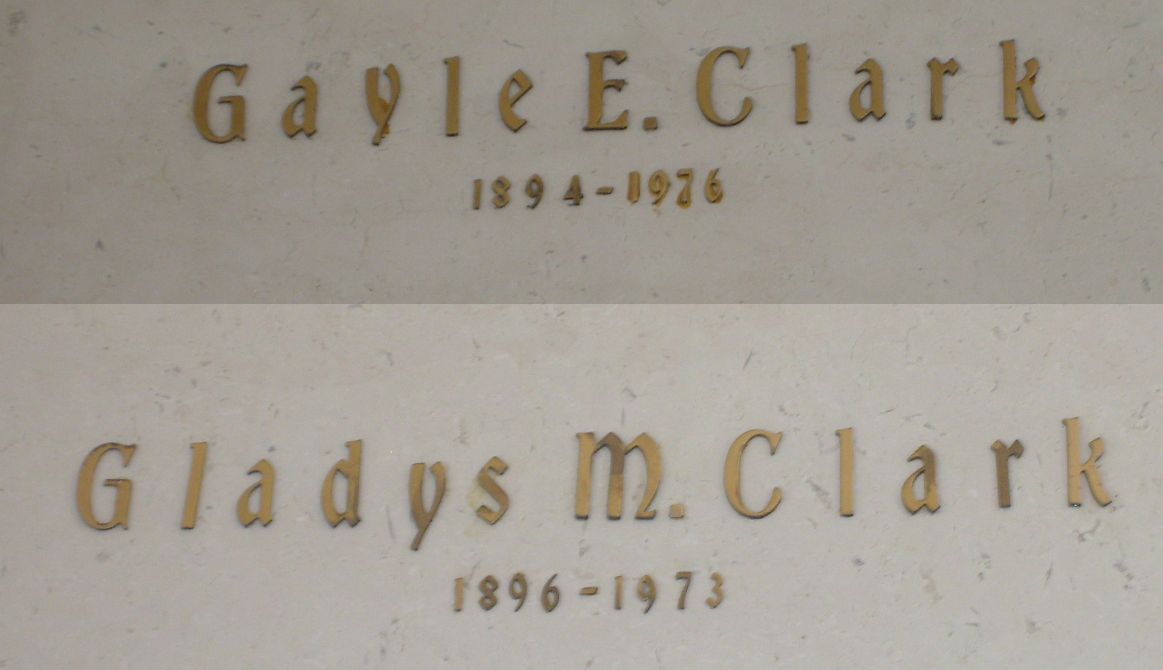 Gayle E. Clark
1894-1976
Gladys M. Clark
1896-1973